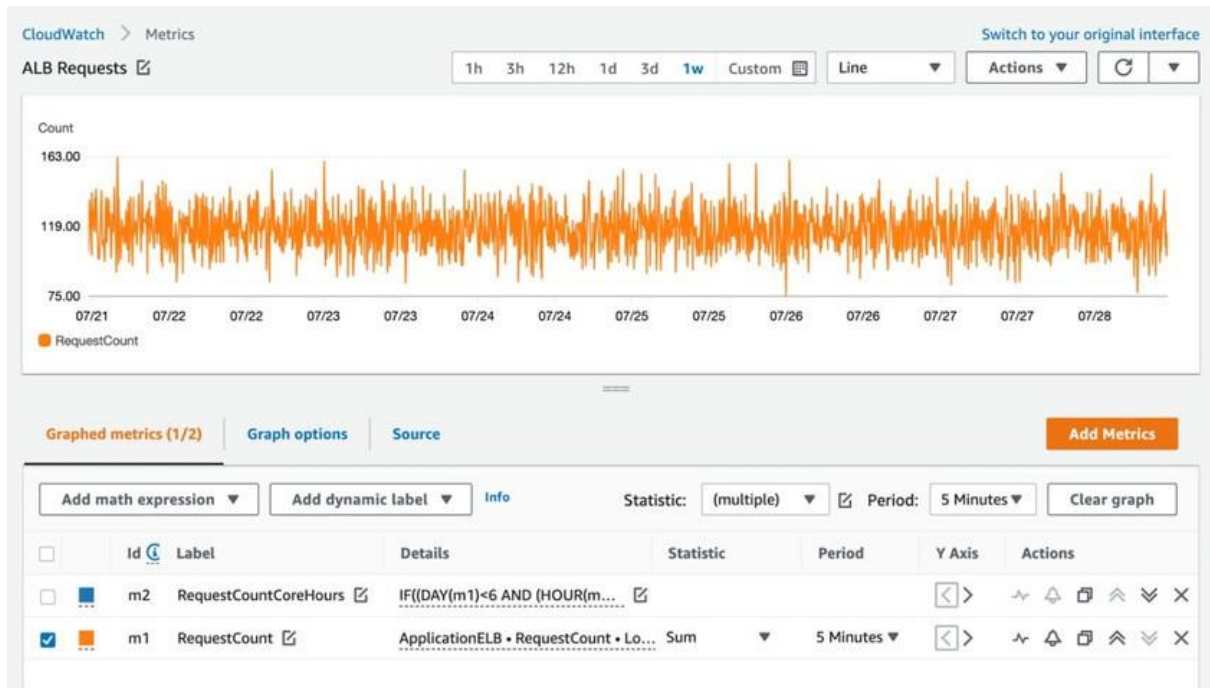 CloudWatch > Metrics
Switch to your original interface
ALB Requests
1h 3h 12h 1d 3d 1w Custom Line Actions
Count
163.00
119.00
75.00
07/21 07/22 07/22 07/23 07/23 07/24 07/24 07/25 07/25 07/26 07/26 07/27 07/27 07/28
RequestCount
Graphed metrics (1/2) Graph options Source Add Metrics
Add math expression Add dynamic label Info Statistic: (multiple) Period: 5 Minutes Clear graph
Id Label Details Statistic Period Y Axis Actions
m2 RequestCountCoreHours IF((DAY(m1)<6 AND (HOUR(m... < >
m1 RequestCount ApplicationELB • RequestCount • Lo... Sum 5 Minutes < >